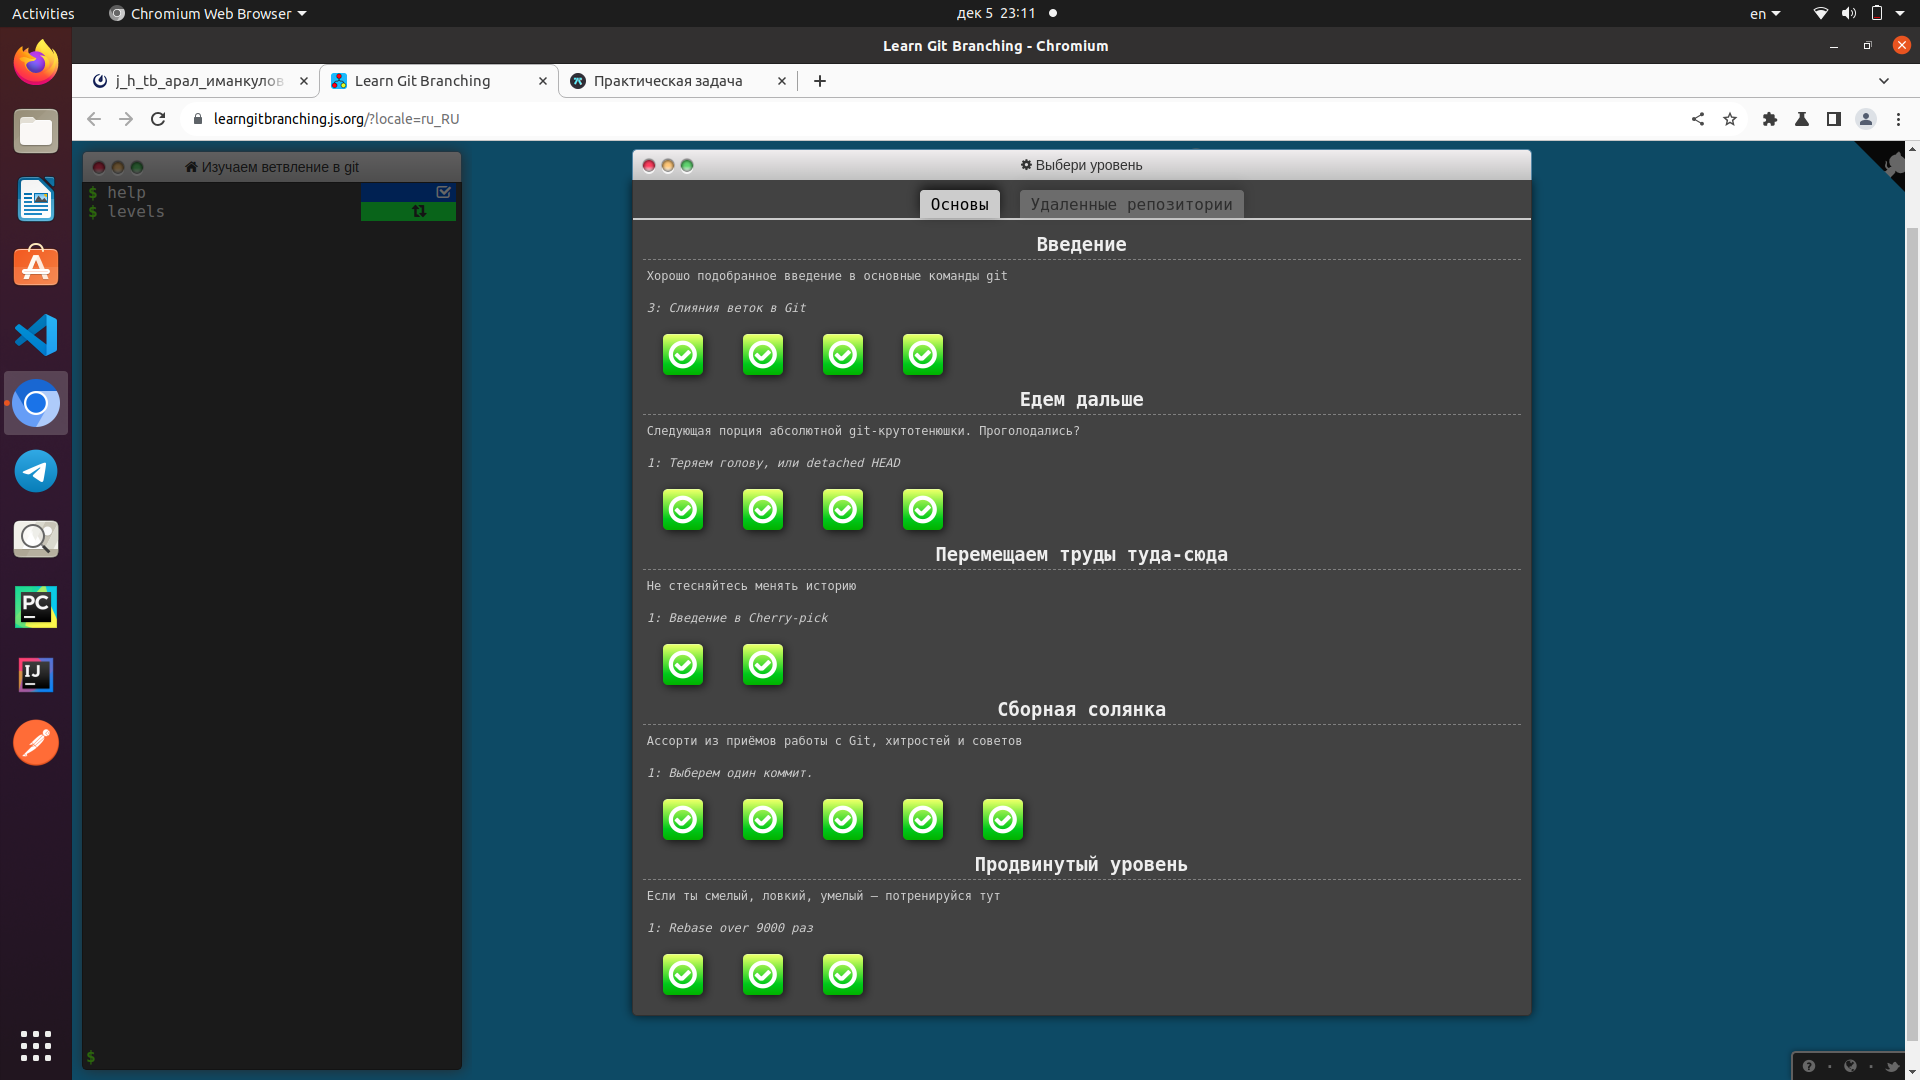 Activities
Chromium Web Browser
дек 5 23:11
en
Learn Git Branching - Chromium
j_h_tb_арал_иманкулов
Learn Git Branching
Практическая задача
learngitbranching.js.org/?locale=ru_RU
Изучаем ветвление в git
$ help
$ levels
$
Выбери уровень
Основы
Удаленные репозитории
Введение
Хорошо подобранное введение в основные команды git
3: Слияния веток в Git
Едем дальше
Следующая порция абсолютной git-крутотенюшки. Проголодались?
1: Теряем голову, или detached HEAD
Перемещаем труды туда-сюда
Не стесняйтесь менять историю
1: Введение в Cherry-pick
Сборная солянка
Ассорти из приёмов работы с Git, хитростей и советов
1: Выберем один коммит.
Продвинутый уровень
Если ты смелый, ловкий, умелый — потренируйся тут
1: Rebase over 9000 раз
PC
IJ